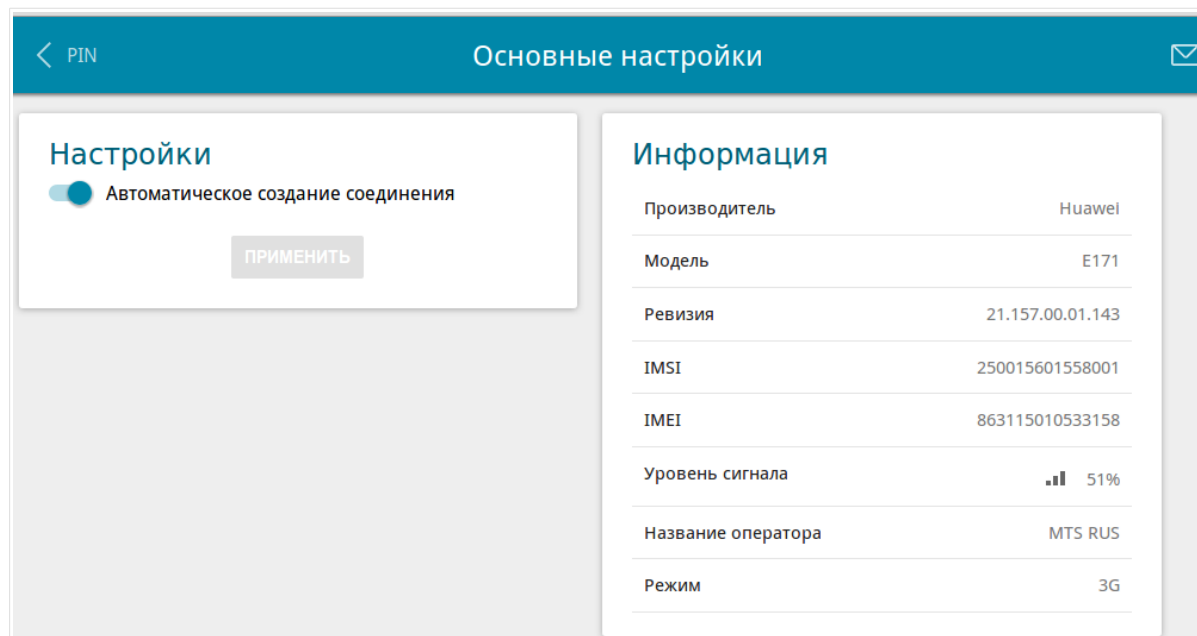 PIN
Основные настройки
Настройки
Автоматическое создание соединения
ПРИМЕНИТЬ
Информация
Производитель Huawei
Модель E171
Ревизия 21.157.00.01.143
IMSI 250015601558001
IMEI 863115010533158
Уровень сигнала 51%
Название оператора MTS RUS
Режим 3G